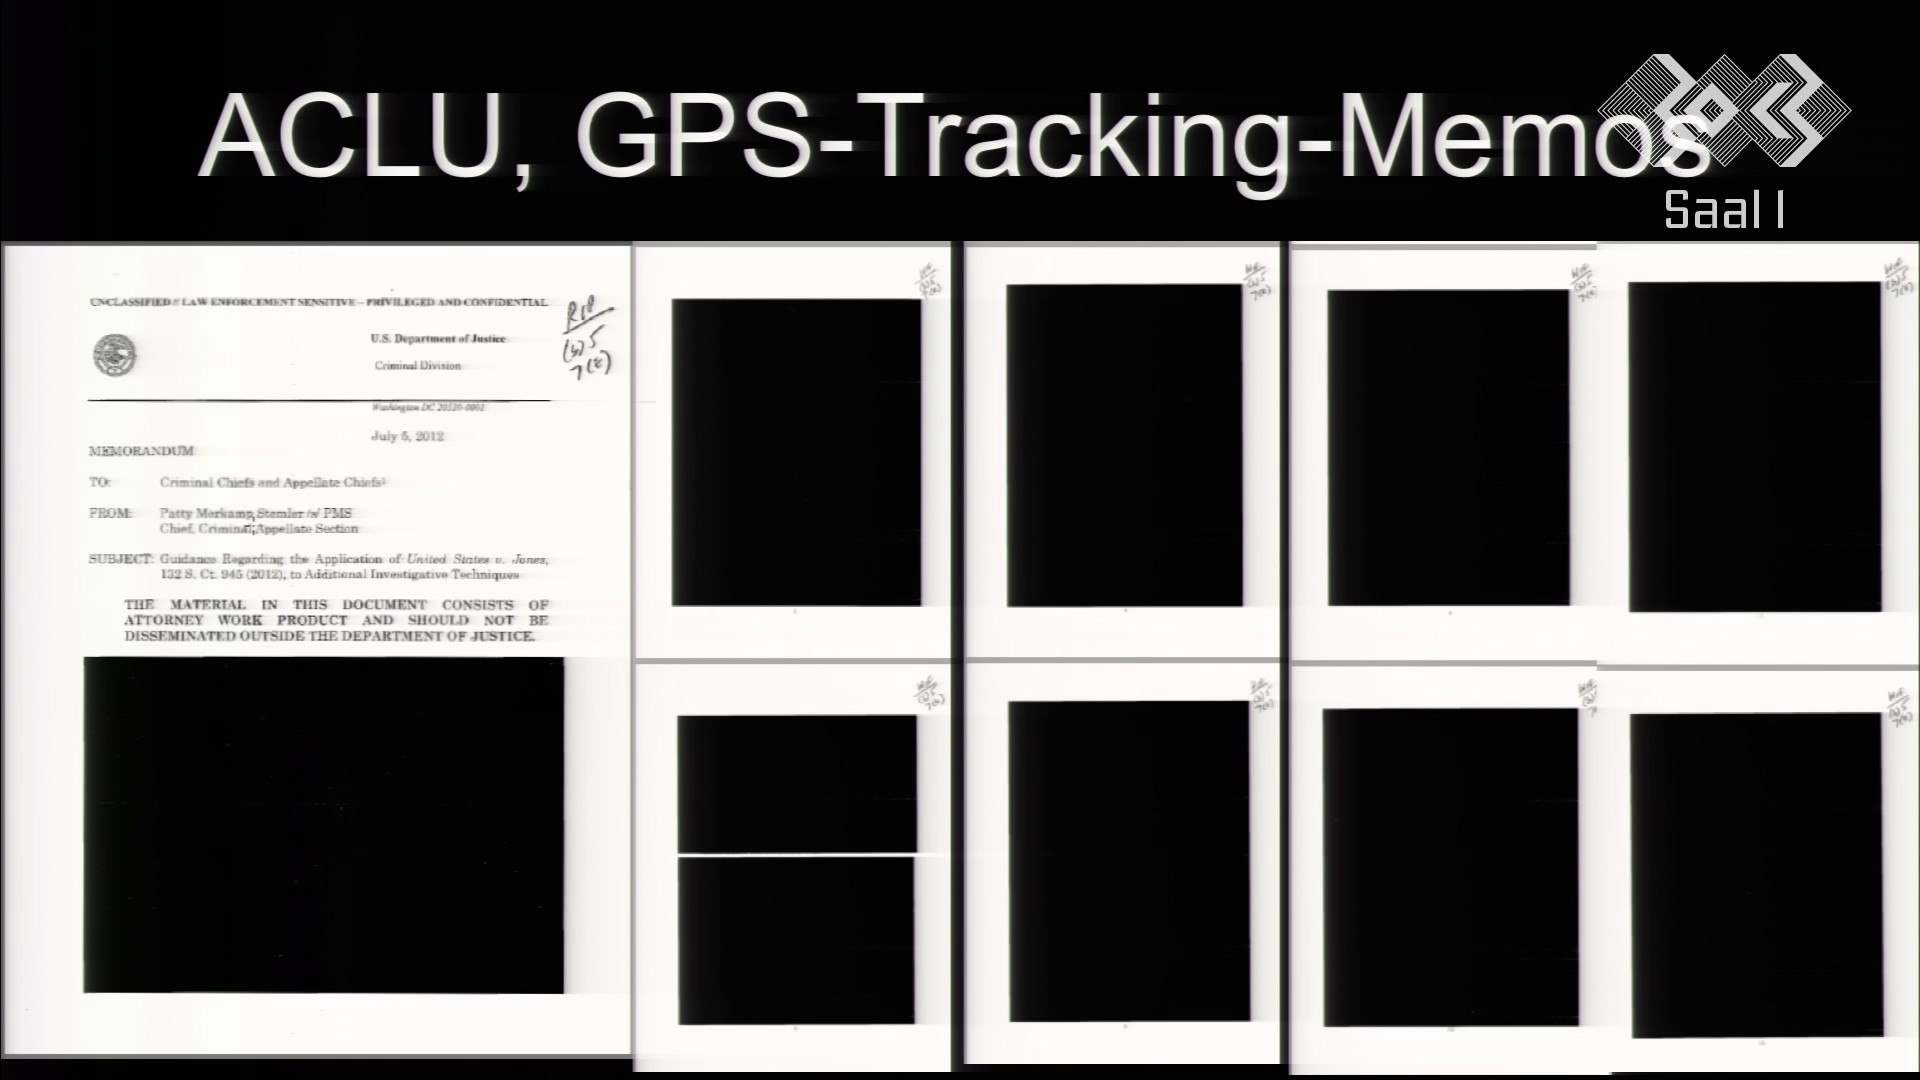 ACLU, GPS-Tracking-Memos
Saal 1
UNCLASSIFIED // LAW ENFORCEMENT SENSITIVE – PRIVILEGED AND CONFIDENTIAL
RIP
(b)5
7(E)
U.S. Department of Justice
Criminal Division
Washington DC 20530-0001
July 5, 2012
MEMORANDUM
TO: Criminal Chiefs and Appellate Chiefs¹
FROM: Patty Merkamp Stemler /s/ PMS
Chief, Criminal Appellate Section
SUBJECT: Guidance Regarding the Application of United States v. Jones,
132 S. Ct. 945 (2012), to Additional Investigative Techniques
THE MATERIAL IN THIS DOCUMENT CONSISTS OF
ATTORNEY WORK PRODUCT AND SHOULD NOT BE
DISSEMINATED OUTSIDE THE DEPARTMENT OF JUSTICE.